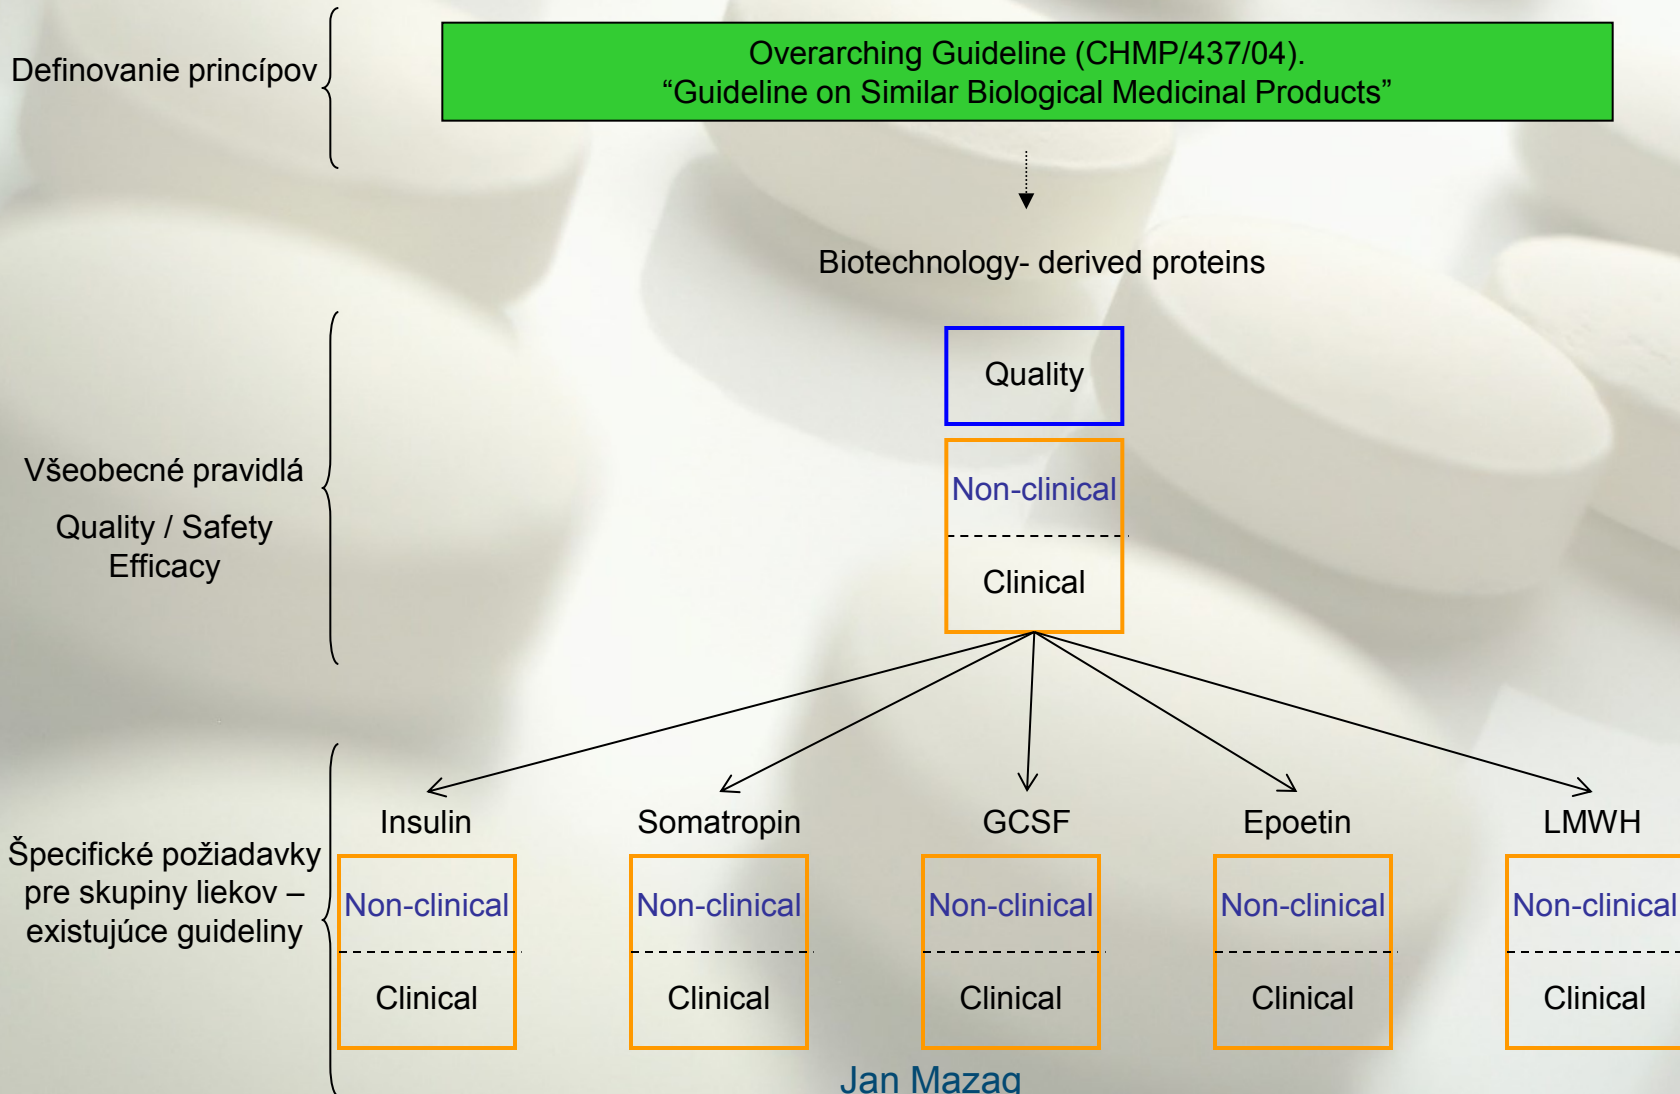 Definovanie princípov
Overarching Guideline (CHMP/437/04).
“Guideline on Similar Biological Medicinal Products”
Biotechnology- derived proteins
Všeobecné pravidlá
Quality / Safety
Efficacy
Quality
Non-clinical
Clinical
Špecifické požiadavky
pre skupiny liekov –
existujúce guideliny
Insulin
Non-clinical
Clinical
Somatropin
Non-clinical
Clinical
GCSF
Non-clinical
Clinical
Epoetin
Non-clinical
Clinical
LMWH
Non-clinical
Clinical
Jan Mazag